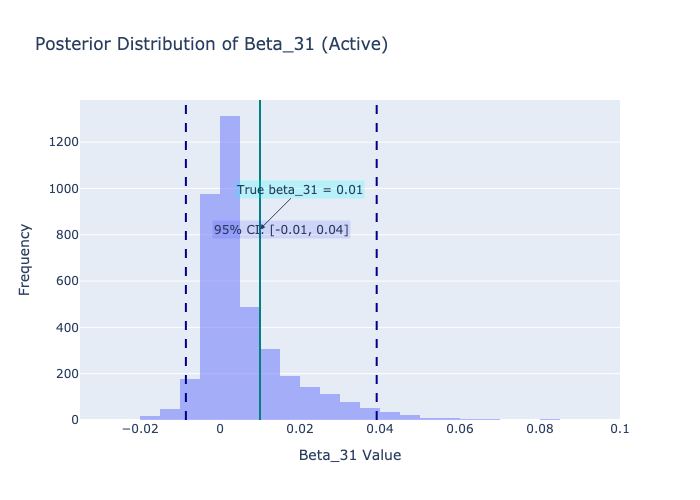 Posterior Distribution of Beta_31 (Active)
1200
1000
800
600
400
200
0
Frequency
True beta_31 = 0.01
95% CI: [-0.01, 0.04]
−0.02
0
0.02
0.04
0.06
0.08
0.1
Beta_31 Value